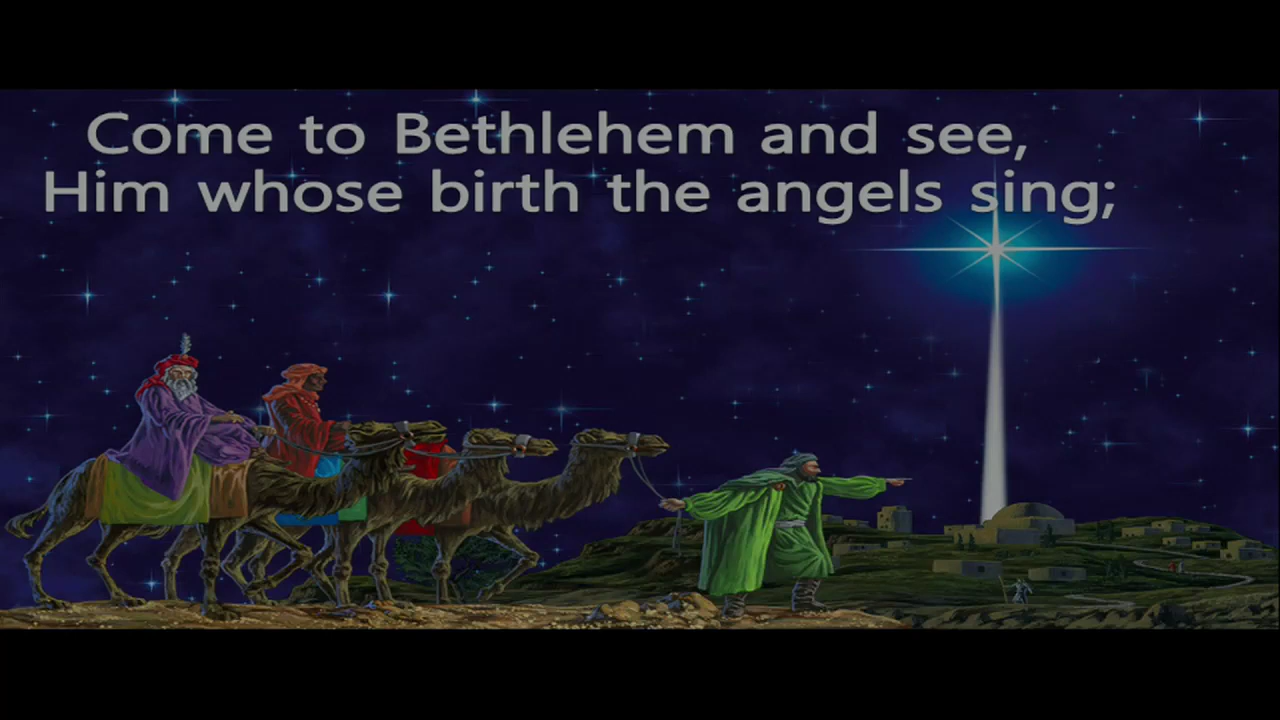 Come to Bethlehem and see,
Him whose birth the angels sing;